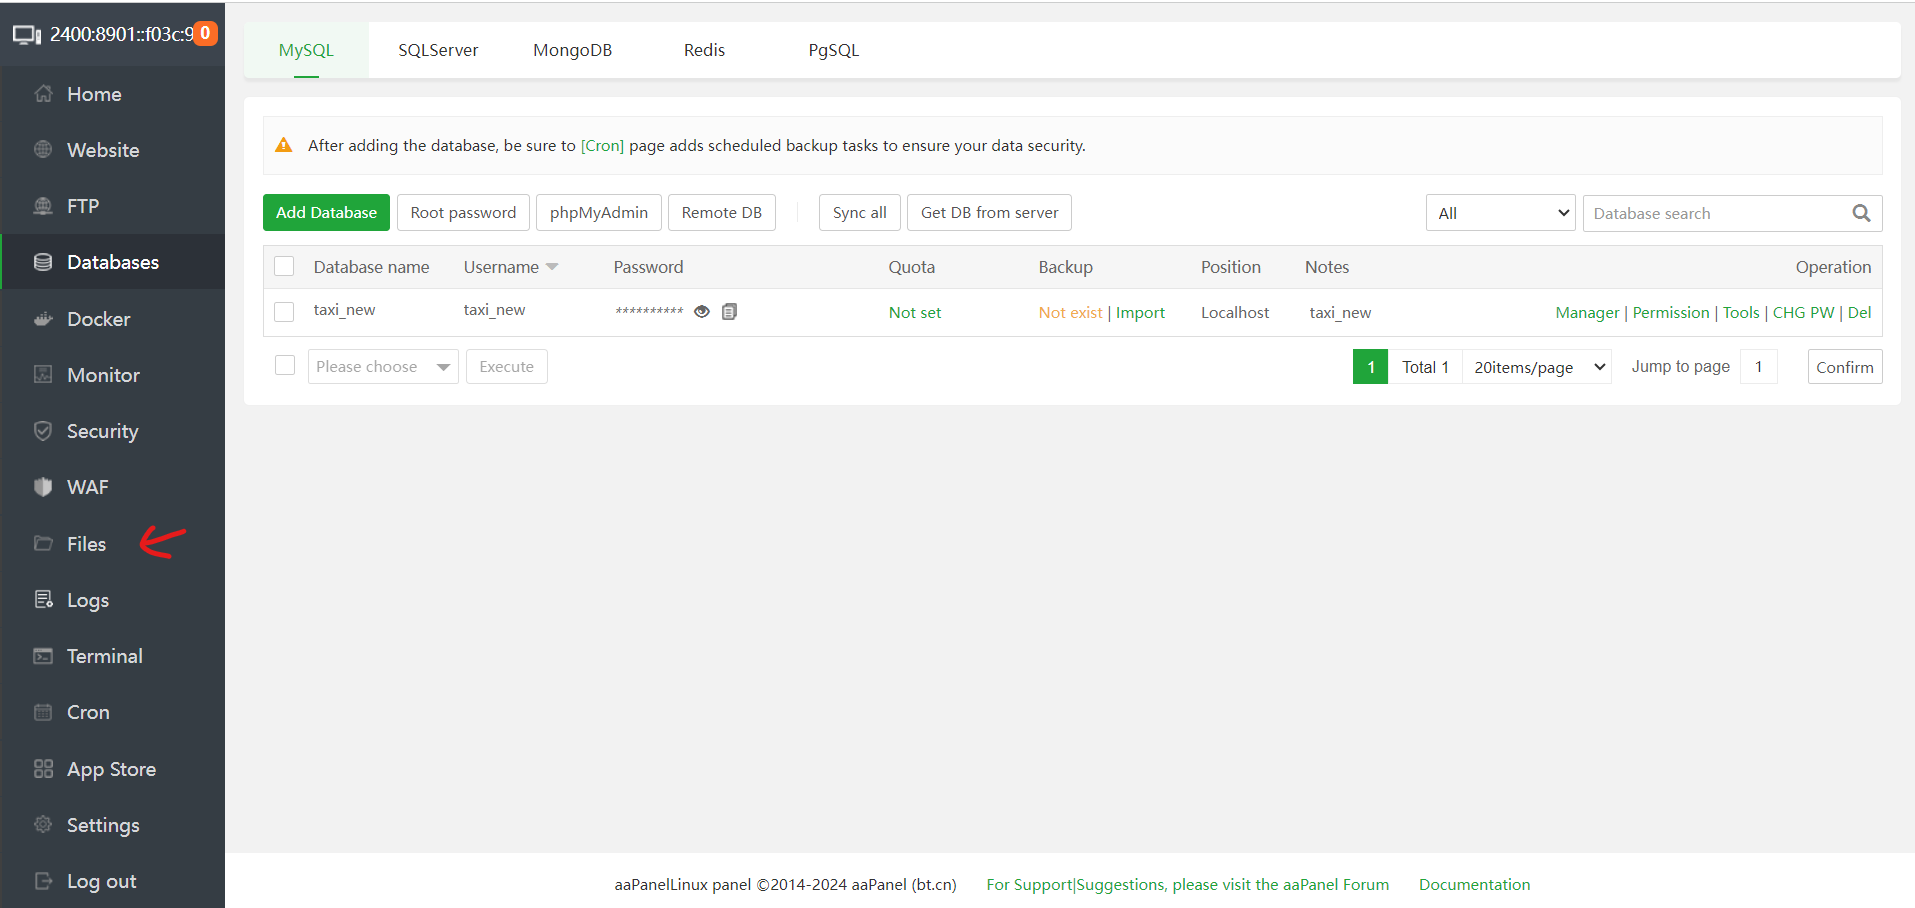 2400:8901::f03c:9 0
Home
Website
FTP
Databases
Docker
Monitor
Security
WAF
Files
Logs
Terminal
Cron
App Store
Settings
Log out
MySQL SQLServer MongoDB Redis PgSQL
After adding the database, be sure to [Cron] page adds scheduled backup tasks to ensure your data security.
Add Database Root password phpMyAdmin Remote DB Sync all Get DB from server All Database search
Database name Username Password Quota Backup Position Notes Operation
taxi_new taxi_new ********** Not set Not exist | Import Localhost taxi_new Manager | Permission | Tools | CHG PW | Del
Please choose Execute 1 Total 1 20items/page Jump to page 1 Confirm
aaPanelLinux panel ©2014-2024 aaPanel (bt.cn) For Support|Suggestions, please visit the aaPanel Forum Documentation